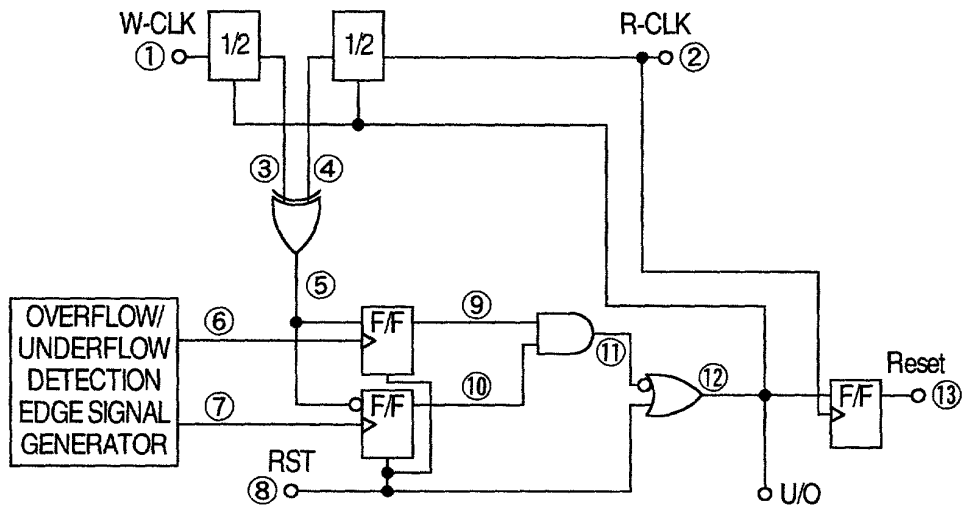 W-CLK
① 1/2 1/2 R-CLK
②
③ ④
⑤
OVERFLOW/
UNDERFLOW
DETECTION
EDGE SIGNAL
GENERATOR
⑥
⑦
F/F
F/F
⑨
⑩
⑪
⑫
F/F
Reset
⑬
RST
⑧
U/O